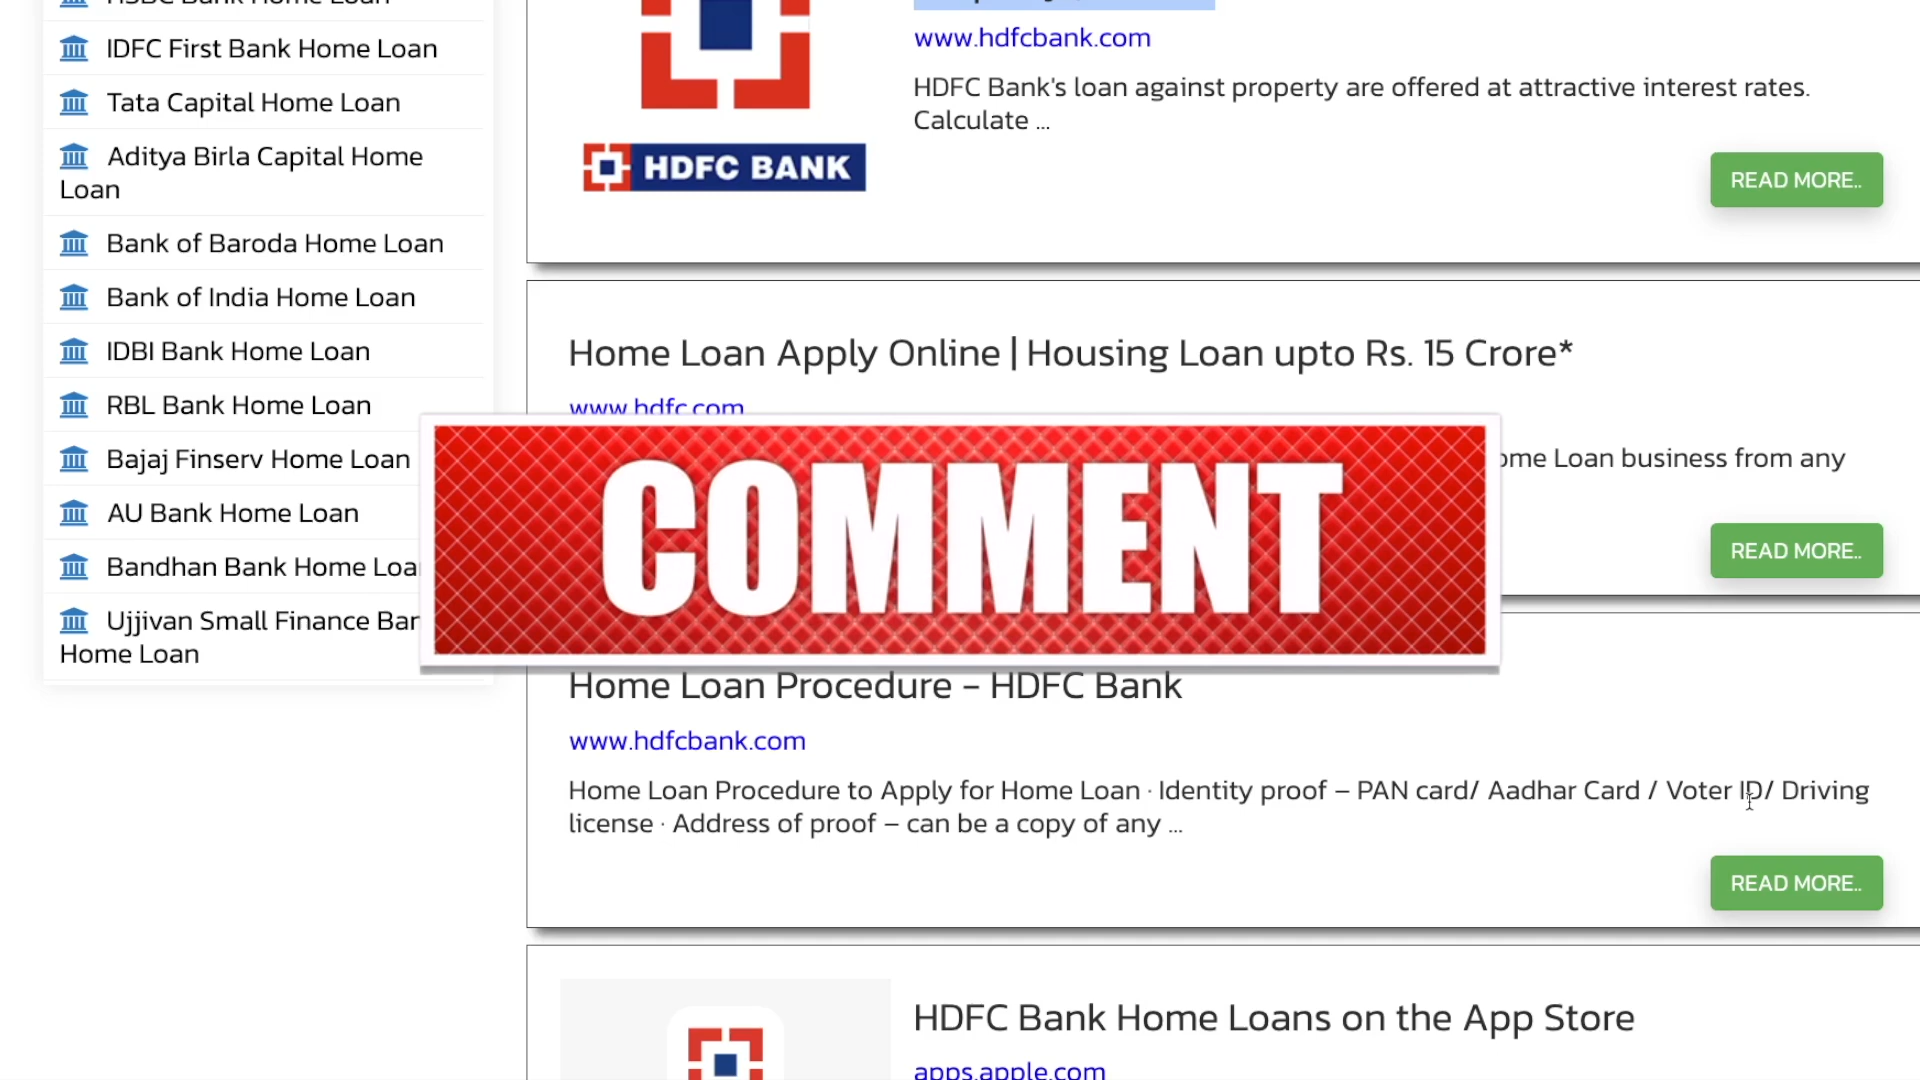 IDFC First Bank Home Loan
Tata Capital Home Loan
Aditya Birla Capital Home
Loan
Bank of Baroda Home Loan
Bank of India Home Loan
IDBI Bank Home Loan
RBL Bank Home Loan
Bajaj Finserv Home Loan
AU Bank Home Loan
Bandhan Bank Home Loa
Ujjivan Small Finance Ban
Home Loan
www.hdfcbank.com
HDFC Bank's loan against property are offered at attractive interest rates.
Calculate ...
HDFC BANK
READ MORE..
Home Loan Apply Online | Housing Loan upto Rs. 15 Crore*
www.hdfc.com
ome Loan business from any
READ MORE..
COMMENT
Home Loan Procedure – HDFC Bank
www.hdfcbank.com
Home Loan Procedure to Apply for Home Loan · Identity proof – PAN card/ Aadhar Card / Voter ID/ Driving
license · Address of proof – can be a copy of any ...
READ MORE..
HDFC Bank Home Loans on the App Store
apps.apple.com